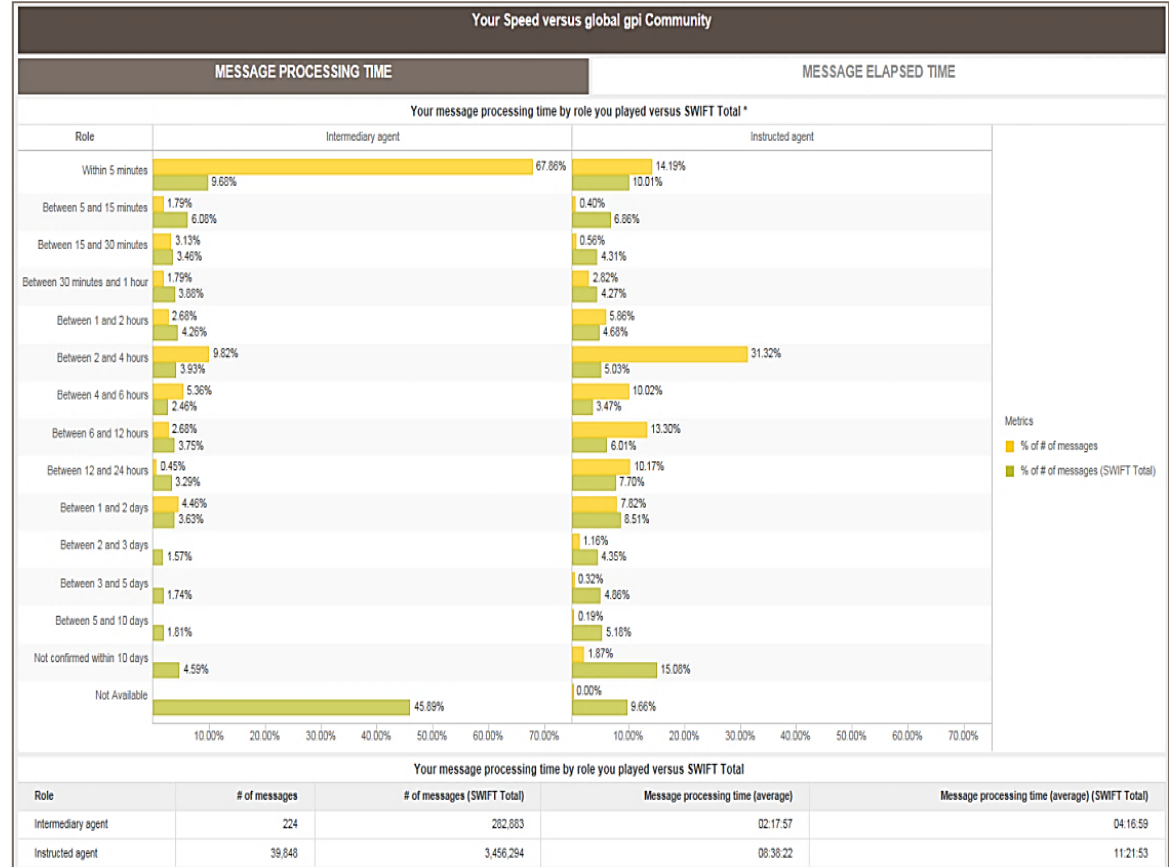 Your Speed versus global gpi Community
MESSAGE PROCESSING TIME MESSAGE ELAPSED TIME
Your message processing time by role you played versus SWIFT Total *
Role Intermediary agent Instructed agent
Within 5 minutes 67.86% 14.19%
9.68% 10.01%
Between 5 and 15 minutes 1.79% 0.40%
6.08% 6.86%
Between 15 and 30 minutes 3.13% 0.56%
3.46% 4.31%
Between 30 minutes and 1 hour 1.79% 2.82%
3.88% 4.27%
Between 1 and 2 hours 2.68% 5.86%
4.26% 4.68%
Between 2 and 4 hours 9.82% 31.32%
3.93% 5.03%
Between 4 and 6 hours 5.36% 10.02%
2.46% 3.47%
Between 6 and 12 hours 2.68% 13.30%
3.75% 6.01%
Between 12 and 24 hours 0.45% 10.17%
3.29% 7.70%
Between 1 and 2 days 4.46% 7.82%
3.63% 8.51%
Between 2 and 3 days 1.16%
1.57% 4.35%
Between 3 and 5 days 0.32%
1.74% 4.86%
Between 5 and 10 days 0.19%
1.81% 5.18%
Not confirmed within 10 days 1.87%
4.59% 15.08%
Not Available 0.00%
45.89% 9.66%
10.00% 20.00% 30.00% 40.00% 50.00% 60.00% 70.00% 10.00% 20.00% 30.00% 40.00% 50.00% 60.00% 70.00%
Metrics
% of # of messages
% of # of messages (SWIFT Total)
Your message processing time by role you played versus SWIFT Total
Role # of messages # of messages (SWIFT Total) Message processing time (average) Message processing time (average) (SWIFT Total)
Intermediary agent 224 282,883 02:17:57 04:16:59
Instructed agent 39,848 3,456,294 08:38:22 11:21:53